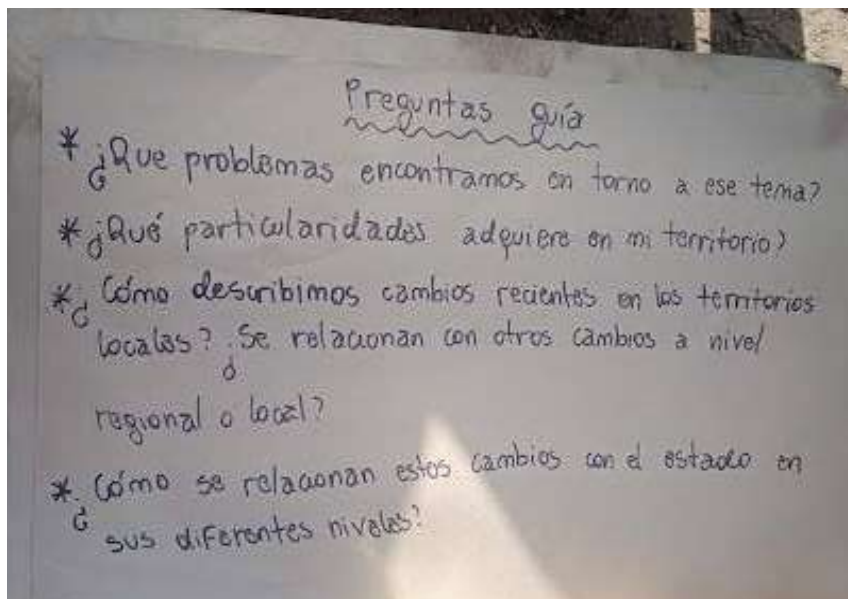 Preguntas guía
* ¿Que problemas encontramos en torno a ese tema?
* ¿Qué particularidades adquiere en mi territorio?
* ¿Cómo describimos cambios recientes en los territorios
locales? ¿Se relacionan con otros cambios a nivel
regional o local?
* ¿Cómo se relacionan estos cambios con el estado en
sus diferentes niveles?